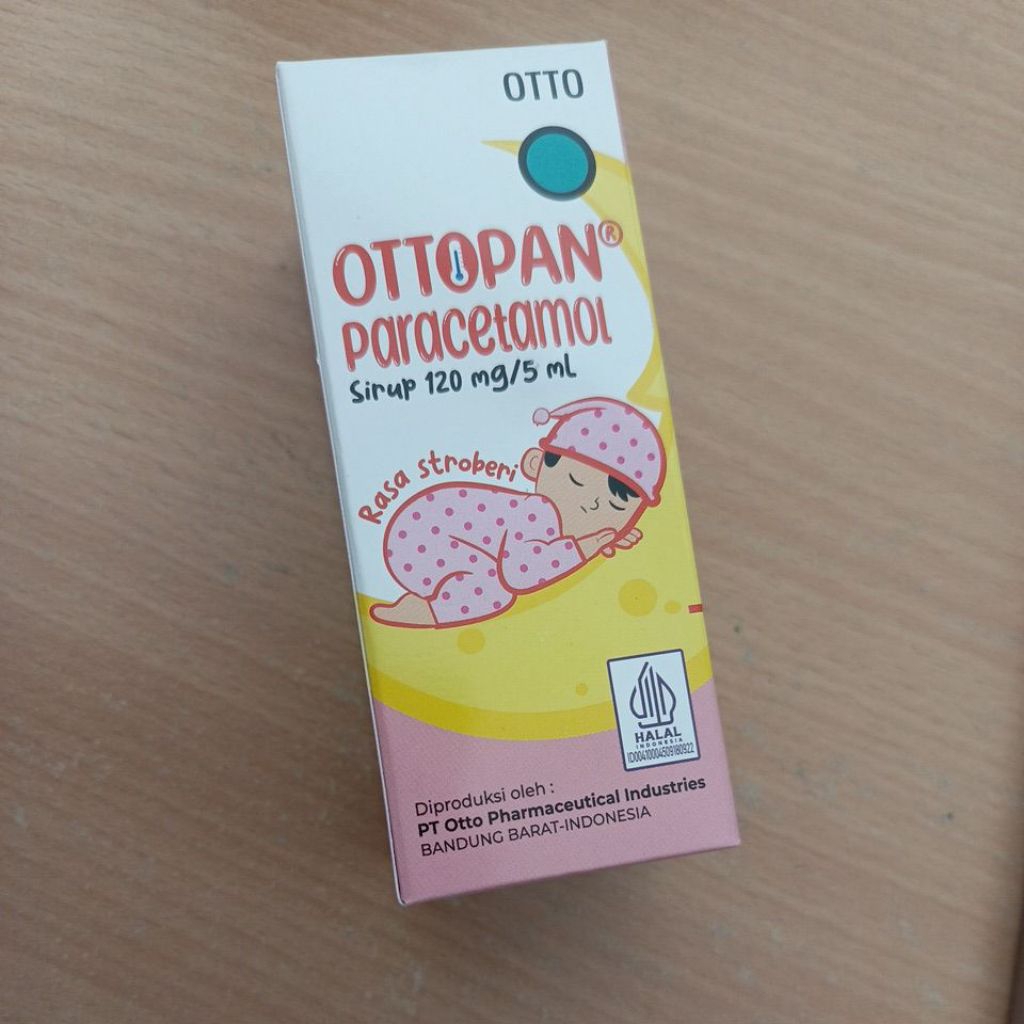 OTTO
OTTOPAN®
Paracetamol
Sirup 120 mg/5 mL
Rasa stroberi
HALAL
INDONESIA
ID00410004509180922
Diproduksi oleh :
PT Otto Pharmaceutical Industries
BANDUNG BARAT-INDONESIA